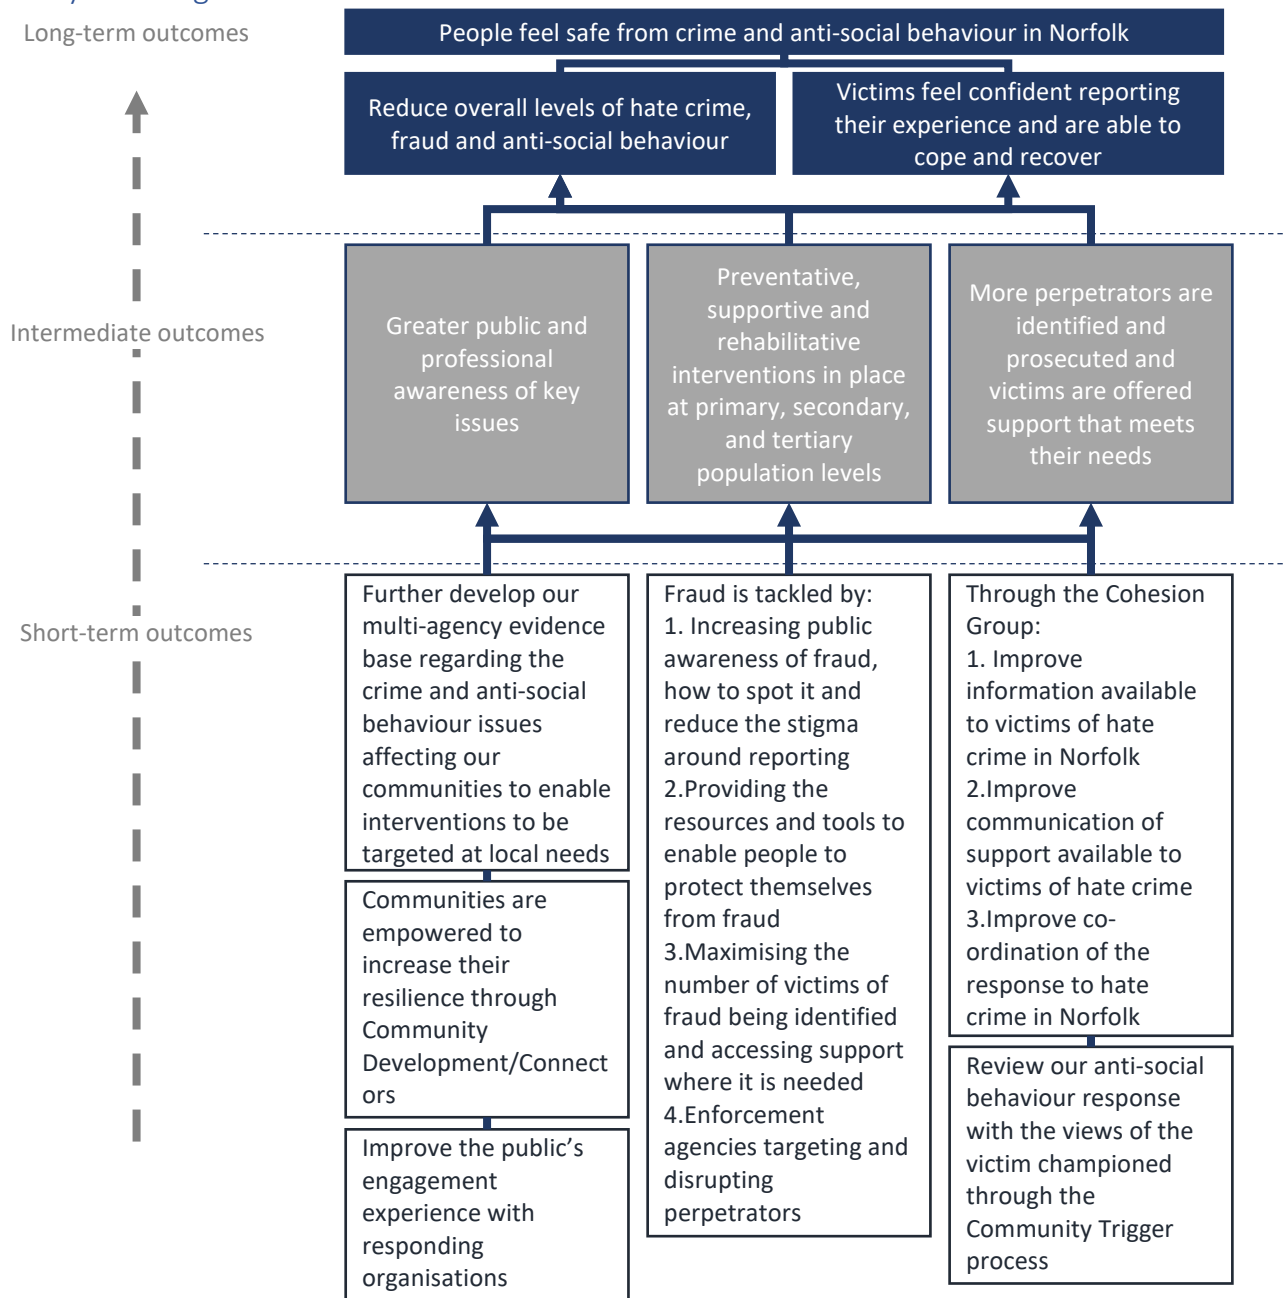 Long-term outcomes
People feel safe from crime and anti-social behaviour in Norfolk
Reduce overall levels of hate crime,
fraud and anti-social behaviour
Victims feel confident reporting
their experience and are able to
cope and recover
Intermediate outcomes
Greater public and
professional
awareness of key
issues
Preventative,
supportive and
rehabilitative
interventions in place
at primary, secondary,
and tertiary
population levels
More perpetrators are
identified and
prosecuted and
victims are offered
support that meets
their needs
Short-term outcomes
Further develop our
multi-agency evidence
base regarding the
crime and anti-social
behaviour issues
affecting our
communities to enable
interventions to be
targeted at local needs
Communities are
empowered to
increase their
resilience through
Community
Development/Connect
ors
Improve the public’s
engagement
experience with
responding
organisations
Fraud is tackled by:
1. Increasing public
awareness of fraud,
how to spot it and
reduce the stigma
around reporting
2.Providing the
resources and tools to
enable people to
protect themselves
from fraud
3.Maximising the
number of victims of
fraud being identified
and accessing support
where it is needed
4.Enforcement
agencies targeting and
disrupting
perpetrators
Through the Cohesion
Group:
1. Improve
information available
to victims of hate
crime in Norfolk
2.Improve
communication of
support available to
victims of hate crime
3.Improve co-
ordination of the
response to hate
crime in Norfolk
Review our anti-social
behaviour response
with the views of the
victim championed
through the
Community Trigger
process